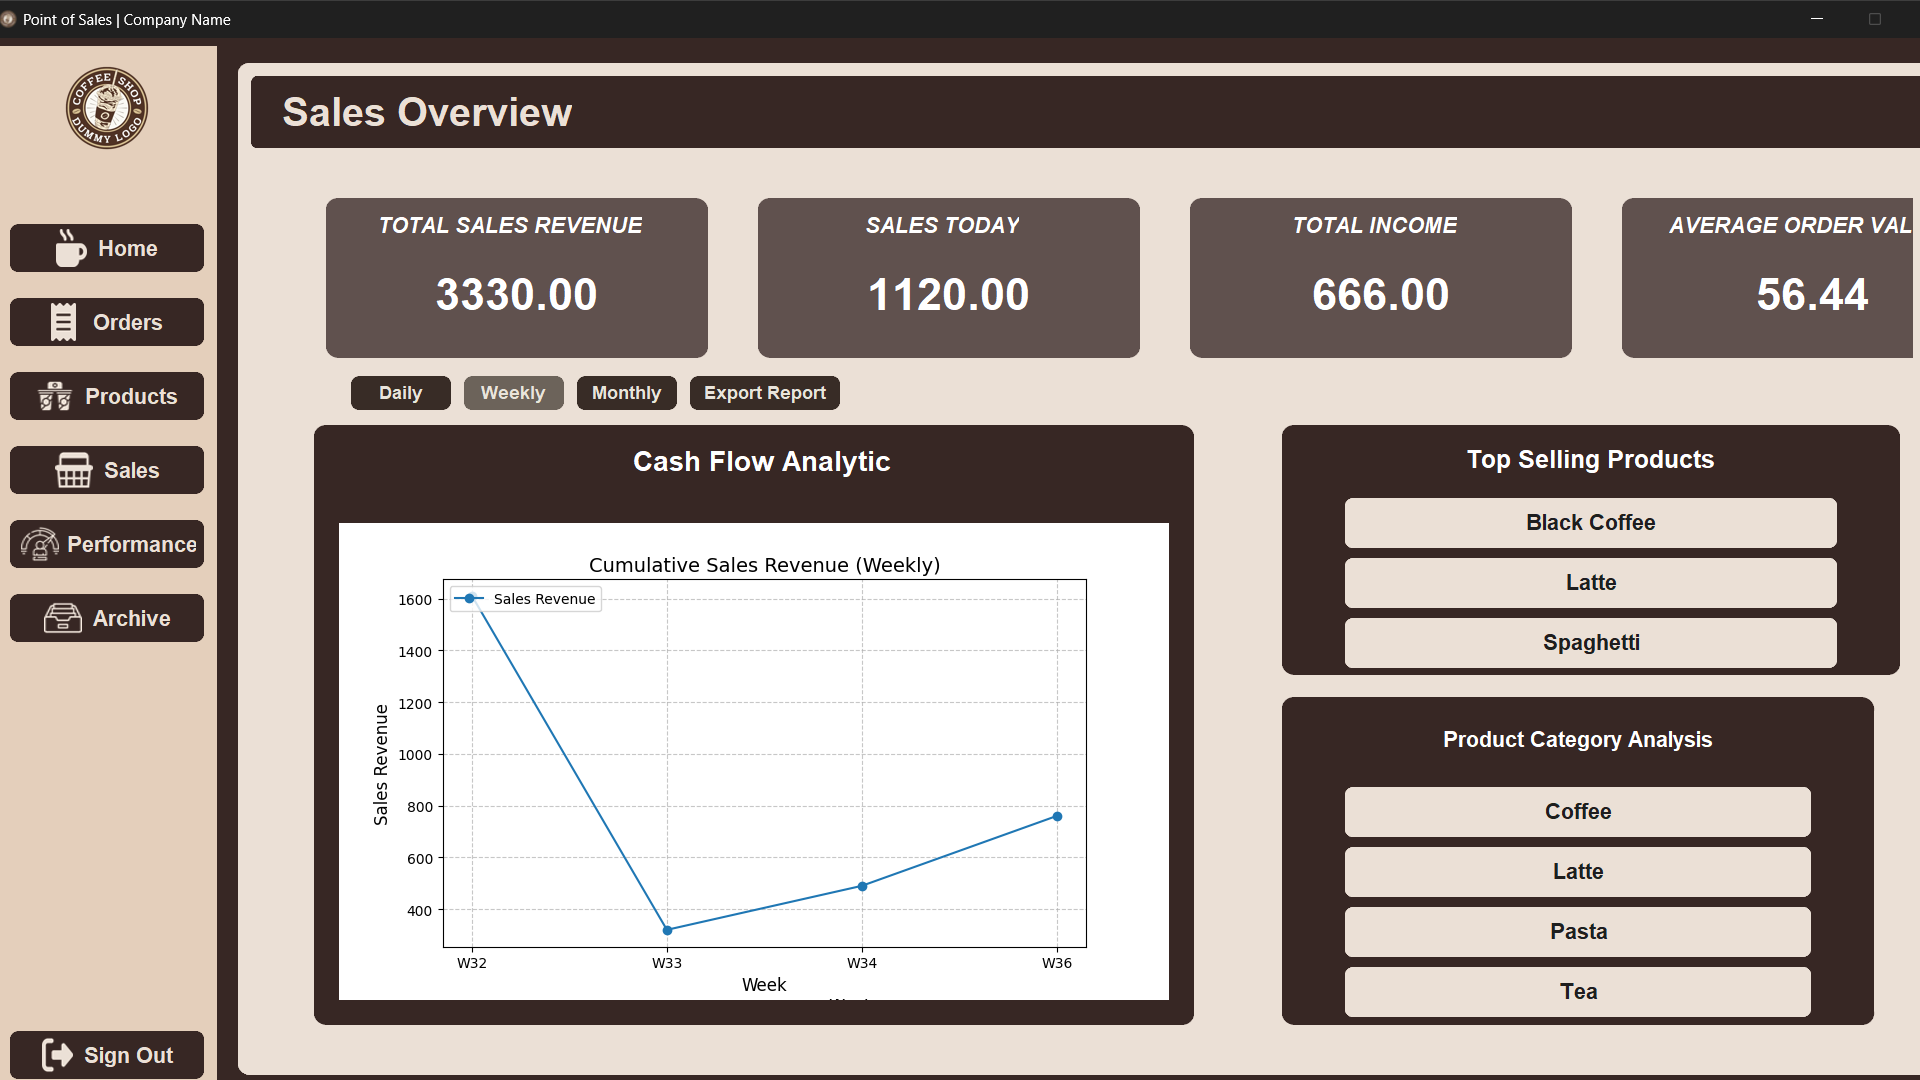 Point of Sales | Company Name
COFFEE SHOP
DUMMY LOGO
Home
Orders
Products
Sales
Performance
Archive
Sign Out
Sales Overview
TOTAL SALES REVENUE
3330.00
SALES TODAY
1120.00
TOTAL INCOME
666.00
AVERAGE ORDER VAL
56.44
Daily
Weekly
Monthly
Export Report
Cash Flow Analytic
Cumulative Sales Revenue (Weekly)
Sales Revenue
1600
1400
1200
1000
800
600
400
Sales Revenue
W32
W33
W34
W36
Week
Top Selling Products
Black Coffee
Latte
Spaghetti
Product Category Analysis
Coffee
Latte
Pasta
Tea